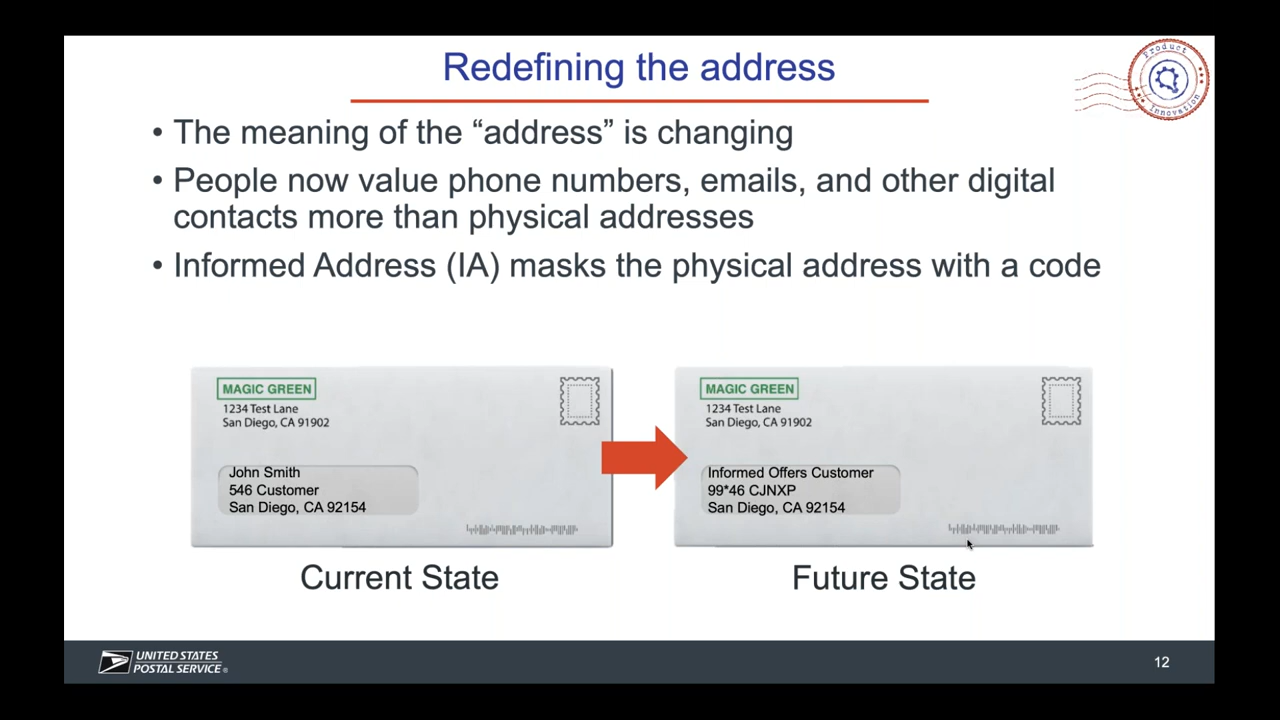 Redefining the address
Product
Innovation
• The meaning of the “address” is changing
• People now value phone numbers, emails, and other digital
contacts more than physical addresses
• Informed Address (IA) masks the physical address with a code
MAGIC GREEN
1234 Test Lane
San Diego, CA 91902
John Smith
546 Customer
San Diego, CA 92154
MAGIC GREEN
1234 Test Lane
San Diego, CA 91902
Informed Offers Customer
99*46 CJNXP
San Diego, CA 92154
Current State
Future State
UNITED STATES
POSTAL SERVICE®
12